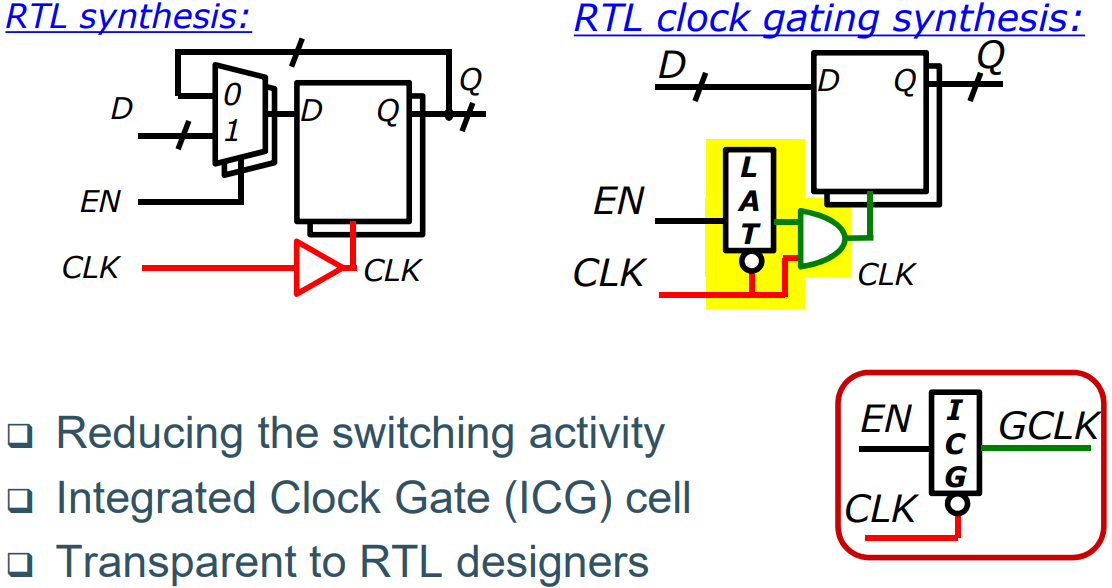 RTL synthesis:
RTL clock gating synthesis:
D
0
1
D
Q
Q
EN
CLK
CLK
D
D
Q
Q
EN
L
A
T
CLK
CLK
❑ Reducing the switching activity
❑ Integrated Clock Gate (ICG) cell
❑ Transparent to RTL designers
EN
I
C
G
GCLK
CLK